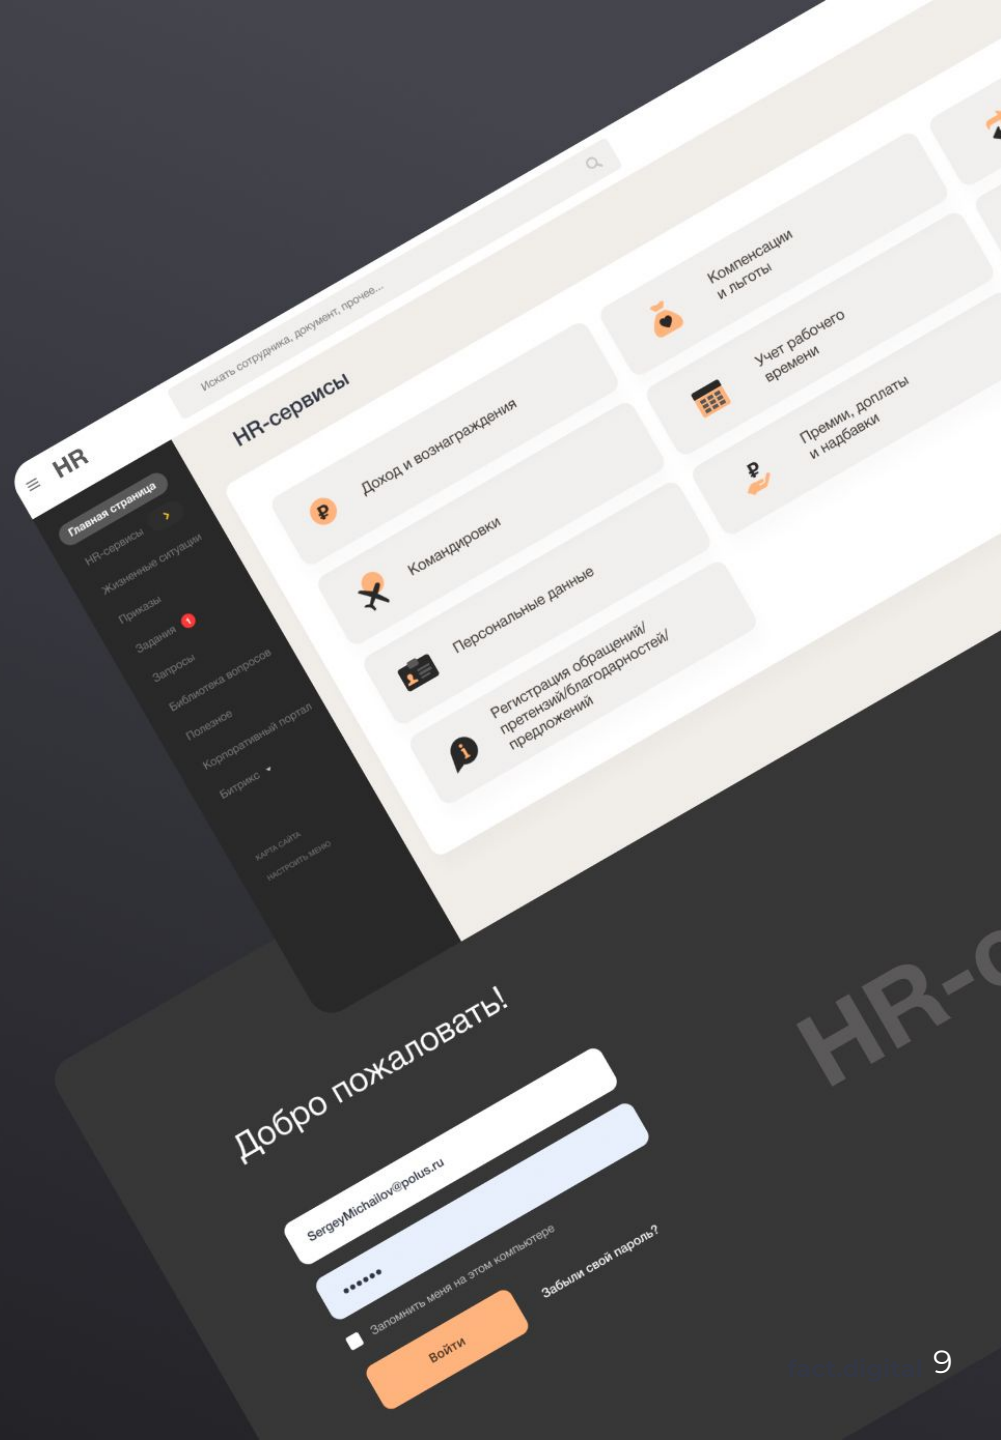 HR
Искать сотрудника, документ, прочее...
Главная страница
HR-сервисы
Жизненные ситуации
Приказы
Задания 1
Запросы
Библиотека вопросов
Полезное
Корпоративный портал
Битрикс
КАРТА САЙТА
НАСТРОИТЬ МЕНЮ
HR-сервисы
Доход и вознаграждения
Командировки
Персональные данные
Регистрация обращений/
претензий/благодарностей/
предложений
Компенсации
и льготы
Учет рабочего
времени
Премии, доплаты
и надбавки
Добро пожаловать!
SergeyMichailov@polus.ru
••••••
Запомнить меня на этом компьютере
Войти
Забыли свой пароль?
HR-
9